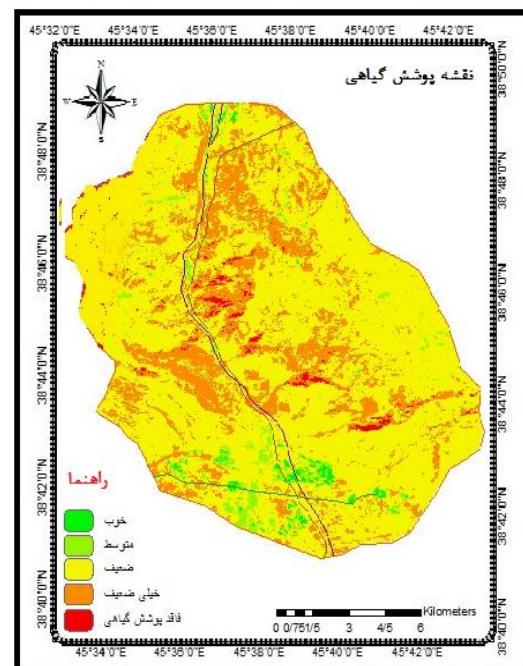 45°32'0"E 45°34'0"E 45°36'0"E 45°38'0"E 45°40'0"E 45°42'0"E
نقشه پوشش گیاهی
N
W E
S
38°50'0"N
38°48'0"N 38°48'0"N
38°46'0"N 38°46'0"N
38°44'0"N 38°44'0"N
38°42'0"N 38°42'0"N
38°40'0"N 38°40'0"N
راهنما
خوب
متوسط
ضعیف
خیلی ضعیف
فاقد پوشش گیاهی
Kilometers
0 0/751/5 3 4/5 6
45°34'0"E 45°36'0"E 45°38'0"E 45°40'0"E 45°42'0"E